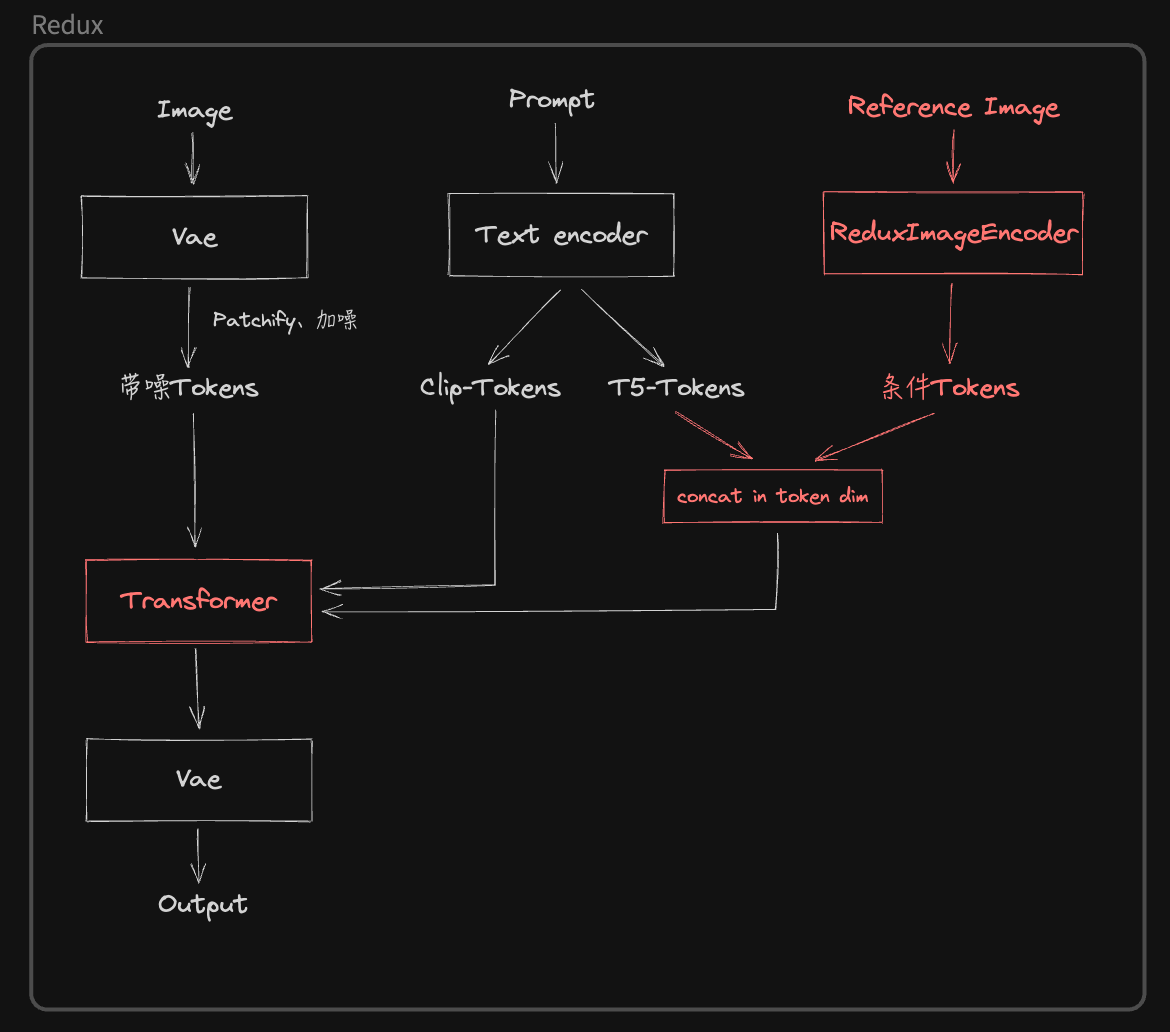 Redux
Image
Prompt
Reference Image
Vae
Text encoder
ReduxImageEncoder
Patchify、加噪
带噪Tokens
Clip-Tokens
T5-Tokens
条件Tokens
concat in token dim
Transformer
Vae
Output